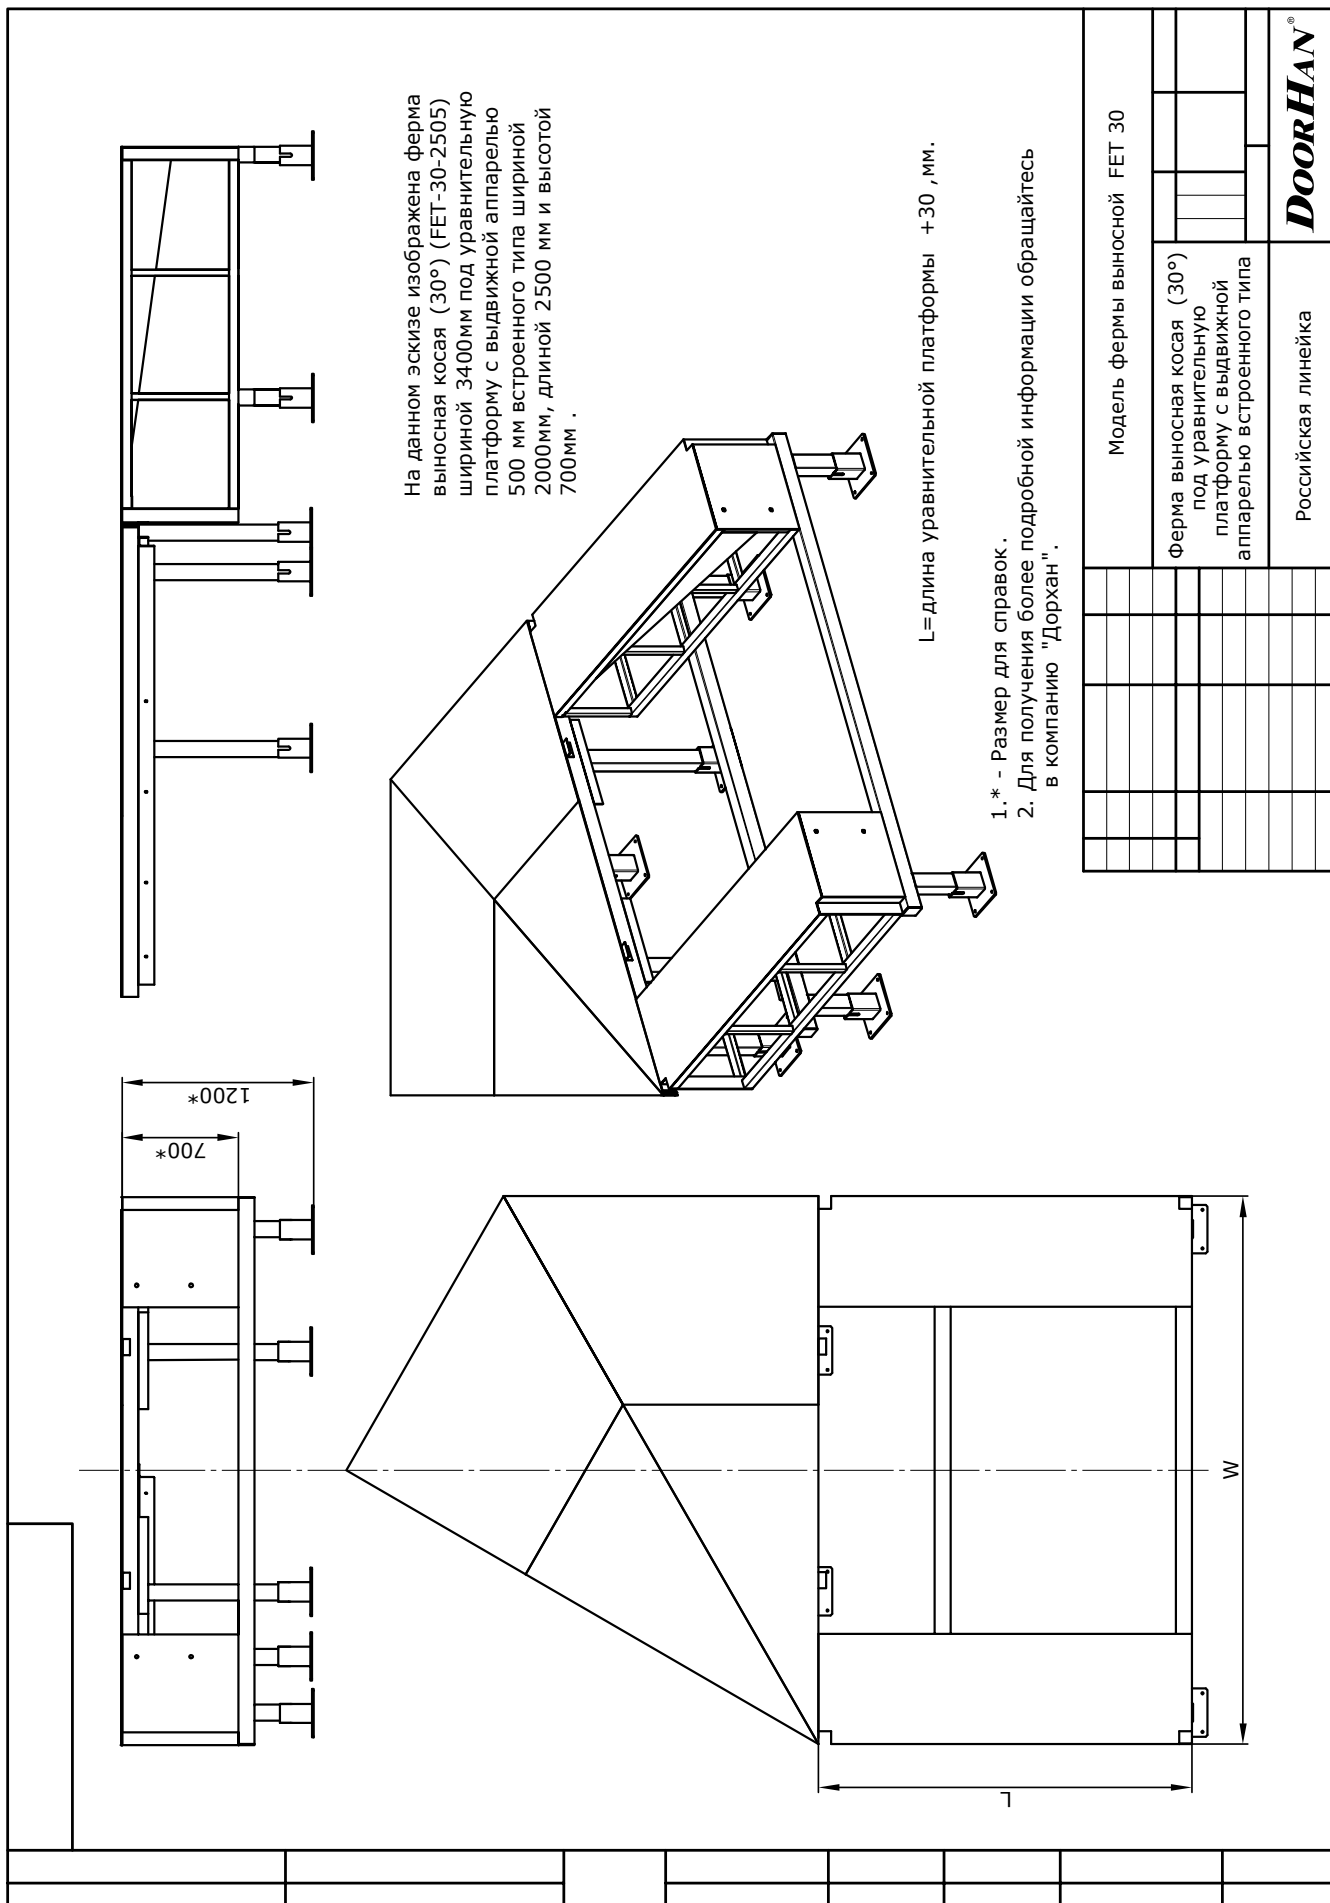 На данном эскизе изображена ферма
выносная косая (30°) (FET-30-2505)
шириной 3400мм под уравнительную
платформу с выдвижной аппарелью
500 мм встроенного типа шириной
2000мм, длиной 2500 мм и высотой
700мм.
1200*
700*
L=длина уравнительной платформы +30,мм.
1.* - Размер для справок.
2. Для получения более подробной информации обращайтесь
в компанию "Дорхан".
W
L
Модель фермы выносной FET 30
Ферма выносная косая (30°)
под уравнительную
платформу с выдвижной
аппарелью встроенного типа
Российская линейка
DOORHAN®